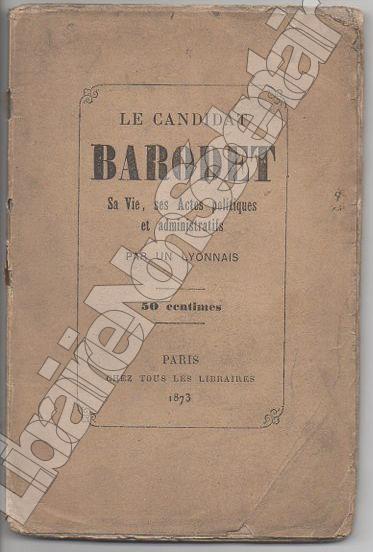 LE CANDIDAT
BARODET
Sa Vie, ses Actes politiques
et administratifs
PAR UN LYONNAIS
50 centimes
PARIS
CHEZ TOUS LES LIBRAIRES
1873